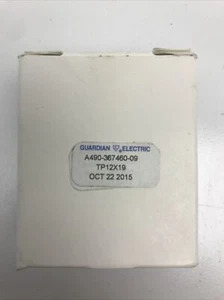 GUARDIAN ELECTRIC
A490-367460-09
TP12X19
OCT 22 2015